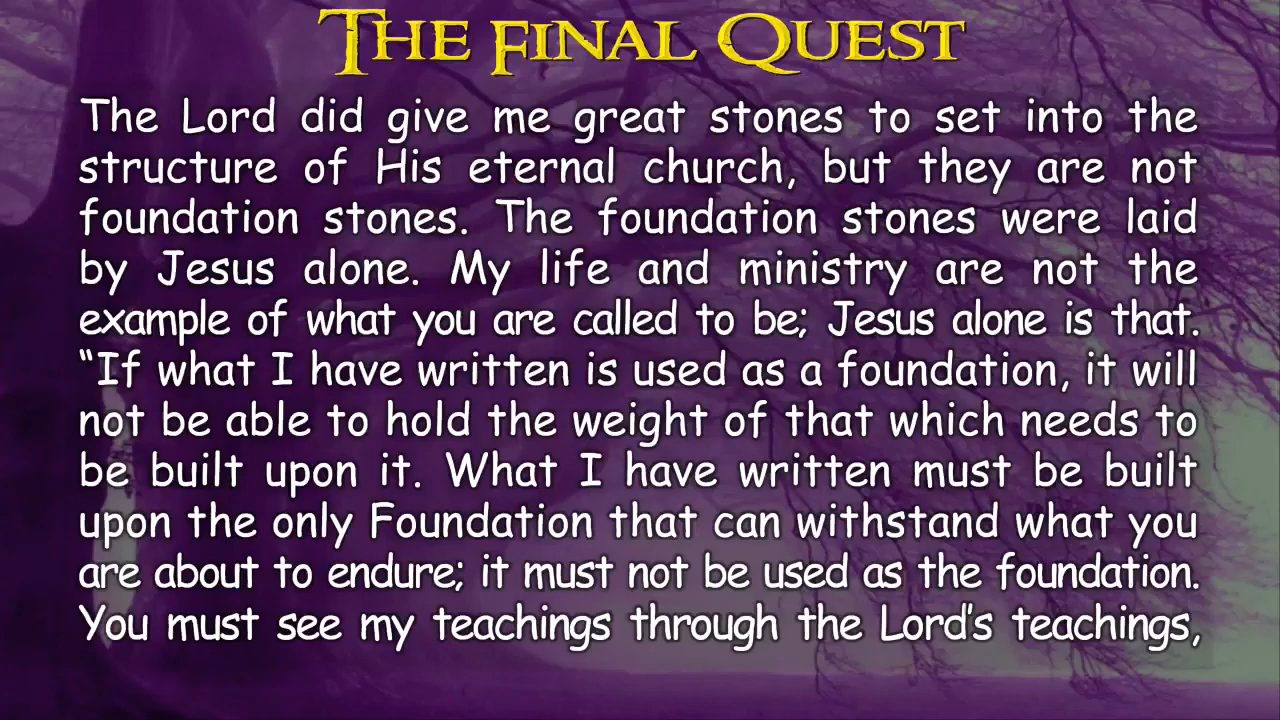 The Final Quest
The Lord did give me great stones to set into the
structure of His eternal church, but they are not
foundation stones. The foundation stones were laid
by Jesus alone. My life and ministry are not the
example of what you are called to be; Jesus alone is that.
“If what I have written is used as a foundation, it will
not be able to hold the weight of that which needs to
be built upon it. What I have written must be built
upon the only Foundation that can withstand what you
are about to endure; it must not be used as the foundation.
You must see my teachings through the Lord’s teachings,